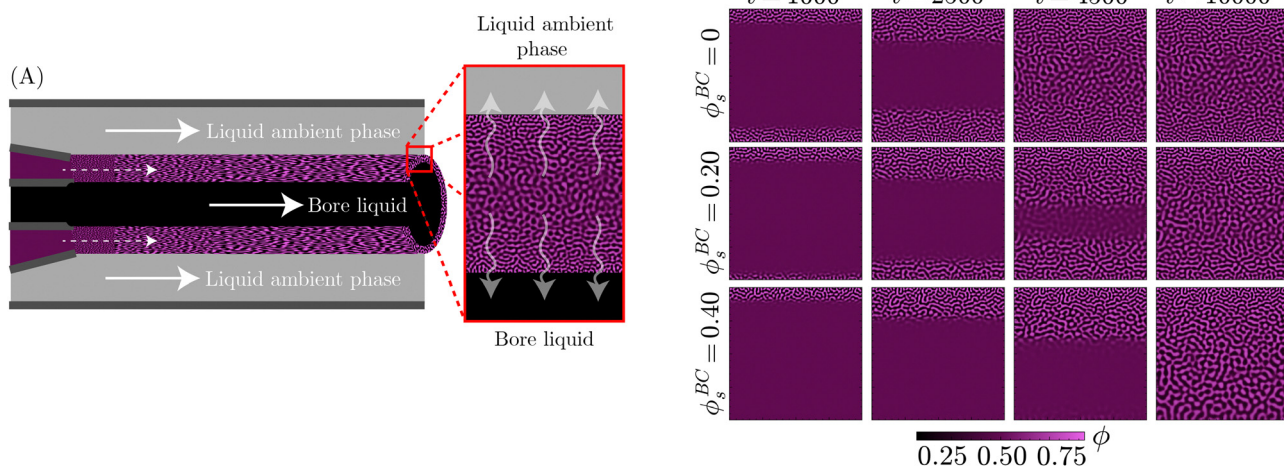 (A)
Liquid ambient phase
Bore liquid
Liquid ambient phase
Liquid ambient
phase
Bore liquid
ϕ_s^{BC} = 0
ϕ_s^{BC} = 0.20
ϕ_s^{BC} = 0.40
0.25 0.50 0.75 ϕ